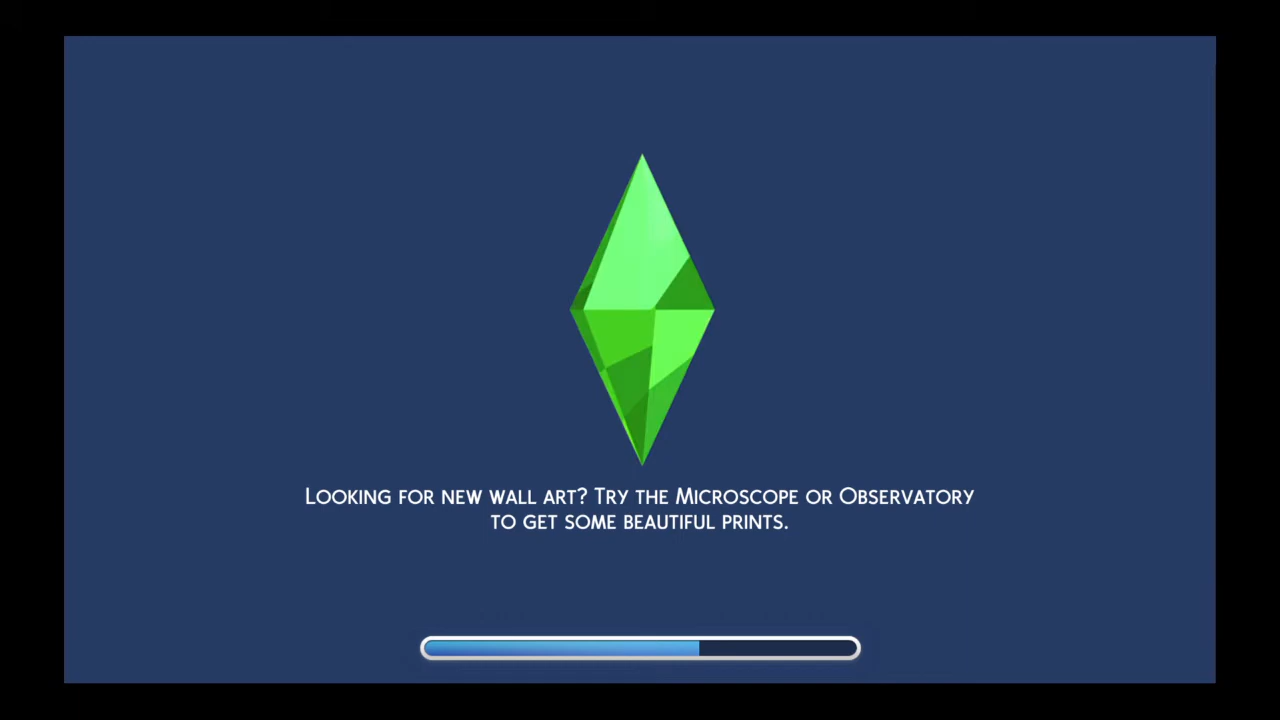 Looking for new wall art? Try the Microscope or Observatory
to get some beautiful prints.